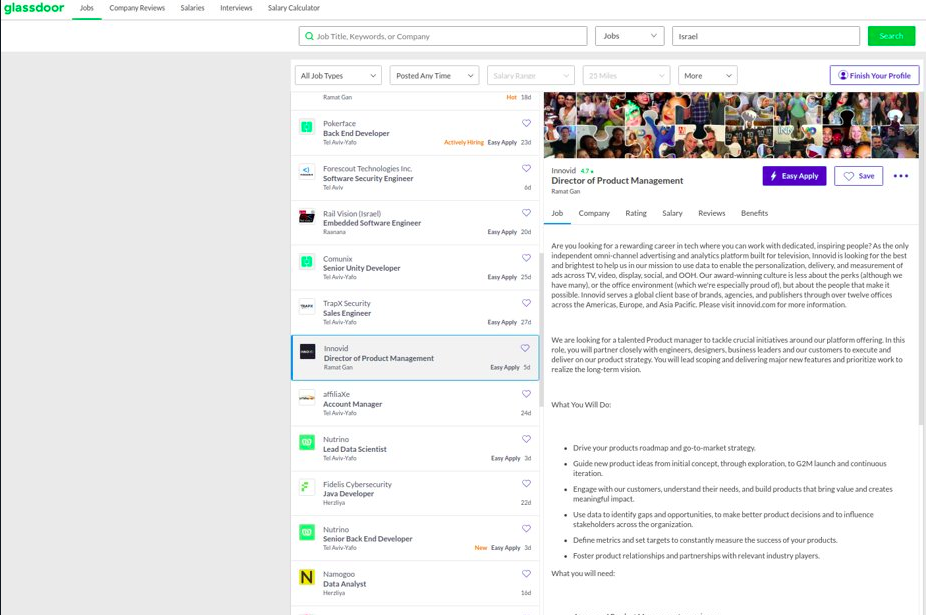 glassdoor
Jobs
Company Reviews
Salaries
Interviews
Salary Calculator
Job Title, Keywords, or Company
Jobs
Israel
Search
All Job Types
Posted Any Time
Salary Range
25 Miles
More
Finish Your Profile
Ramat Gan
Hot 18d
Pokerface
Back End Developer
Tel Aviv-Yafo
Actively Hiring Easy Apply 23d
Forescout Technologies Inc.
Software Security Engineer
Tel Aviv
6d
Rail Vision (Israel)
Embedded Software Engineer
Raanana
Easy Apply 20d
Comunix
Senior Unity Developer
Tel Aviv-Yafo
Easy Apply 25d
TrapX Security
Sales Engineer
Tel Aviv-Yafo
Easy Apply 27d
Innovid
Director of Product Management
Ramat Gan
Easy Apply 5d
affiliaXe
Account Manager
Tel Aviv-Yafo
24d
Nutrino
Lead Data Scientist
Tel Aviv-Yafo
Easy Apply 3d
Fidelis Cybersecurity
Java Developer
Herzliya
22d
Nutrino
Senior Back End Developer
Tel Aviv-Yafo
New Easy Apply 3d
N
Namogoo
Data Analyst
Herzliya
16d
Innovid 4.7
Director of Product Management
Ramat Gan
Easy Apply
Save
Job
Company
Rating
Salary
Reviews
Benefits
Are you looking for a rewarding career in tech where you can work with dedicated, inspiring people? As the only
independent omni-channel advertising and analytics platform built for television, Innovid is looking for the best
and brightest to help us in our mission to use data to enable the personalization, delivery, and measurement of
ads across TV, video, display, social, and OOH. Our award-winning culture is less about the perks (although we
have many), or the office environment (which we're especially proud of), but about the people that make it
possible. Innovid serves a global client base of brands, agencies, and publishers through over twelve offices
across the Americas, Europe, and Asia Pacific. Please visit innovid.com for more information.
We are looking for a talented Product manager to tackle crucial initiatives around our platform offering. In this
role, you will partner closely with engineers, designers, business leaders and our customers to execute and
deliver on our product strategy. You will lead scoping and delivering major new features and prioritize work to
realize the long-term vision.
What You Will Do:
• Drive your products roadmap and go-to-market strategy.
• Guide new product ideas from initial concept, through exploration, to G2M launch and continuous
iteration.
• Engage with our customers, understand their needs, and build products that bring value and creates
meaningful impact.
• Use data to identify gaps and opportunities, to make better product decisions and to influence
stakeholders across the organization.
• Define metrics and set targets to constantly measure the success of your products.
• Foster product relationships and partnerships with relevant industry players.
What you will need: